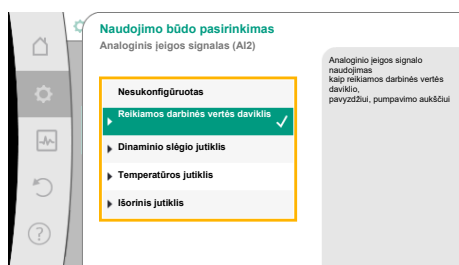 Naudojimo būdo pasirinkimas
Analoginis įeigos signalas (AI2)
Nesukonfigūruotas
Reikiamos darbinės vertės daviklis
Dinaminio slėgio jutiklis
Temperatūros jutiklis
Išorinis jutiklis
Analoginio įeigos signalo
naudojimas
kaip reikiamos darbinės vertės
daviklio,
pavyzdžiui, pumpavimo aukščiui
?